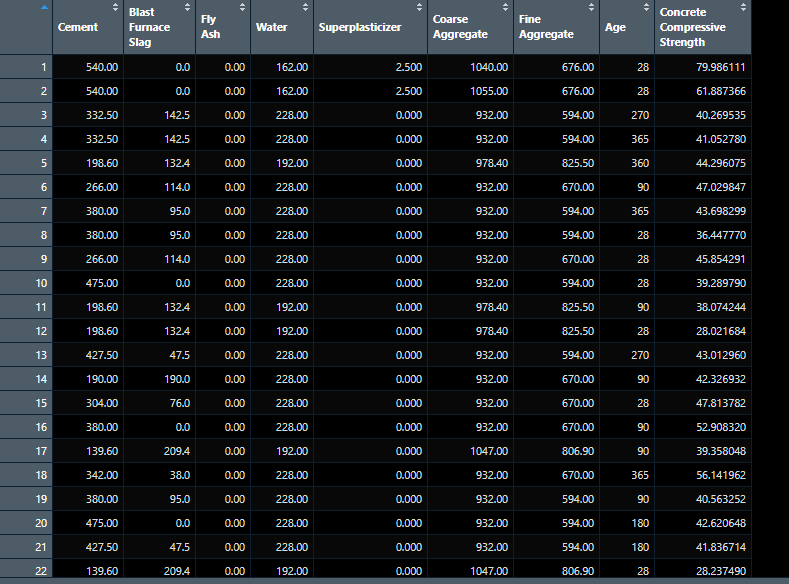 Cement Blast Furnace Slag Fly Ash Water Superplasticizer Coarse Aggregate Fine Aggregate Age Concrete Compressive Strength
1 540.00 0.0 0.00 162.00 2.500 1040.00 676.00 28 79.986111
2 540.00 0.0 0.00 162.00 2.500 1055.00 676.00 28 61.887366
3 332.50 142.5 0.00 228.00 0.000 932.00 594.00 270 40.269535
4 332.50 142.5 0.00 228.00 0.000 932.00 594.00 365 41.052780
5 198.60 132.4 0.00 192.00 0.000 978.40 825.50 360 44.296075
6 266.00 114.0 0.00 228.00 0.000 932.00 670.00 90 47.029847
7 380.00 95.0 0.00 228.00 0.000 932.00 594.00 365 43.698299
8 380.00 95.0 0.00 228.00 0.000 932.00 594.00 28 36.447770
9 266.00 114.0 0.00 228.00 0.000 932.00 670.00 28 45.854291
10 475.00 0.0 0.00 228.00 0.000 932.00 594.00 28 39.289790
11 198.60 132.4 0.00 192.00 0.000 978.40 825.50 90 38.074244
12 198.60 132.4 0.00 192.00 0.000 978.40 825.50 28 28.021684
13 427.50 47.5 0.00 228.00 0.000 932.00 594.00 270 43.012960
14 190.00 190.0 0.00 228.00 0.000 932.00 670.00 90 42.326932
15 304.00 76.0 0.00 228.00 0.000 932.00 670.00 28 47.813782
16 380.00 0.0 0.00 228.00 0.000 932.00 670.00 90 52.908320
17 139.60 209.4 0.00 192.00 0.000 1047.00 806.90 90 39.358048
18 342.00 38.0 0.00 228.00 0.000 932.00 670.00 365 56.141962
19 380.00 95.0 0.00 228.00 0.000 932.00 594.00 90 40.563252
20 475.00 0.0 0.00 228.00 0.000 932.00 594.00 180 42.620648
21 427.50 47.5 0.00 228.00 0.000 932.00 594.00 180 41.836714
22 139.60 209.4 0.00 192.00 0.000 1047.00 806.90 28 28.237490